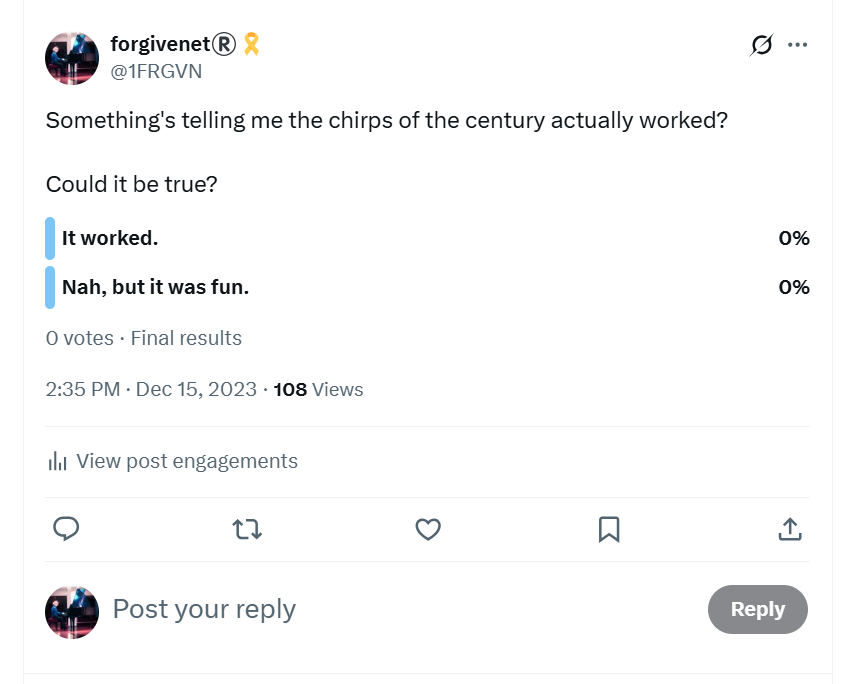 forgivenet®🎗
@1FRGVN
Something's telling me the chirps of the century actually worked?
Could it be true?
It worked. 0%
Nah, but it was fun. 0%
0 votes · Final results
2:35 PM · Dec 15, 2023 · 108 Views
View post engagements
Post your reply
Reply